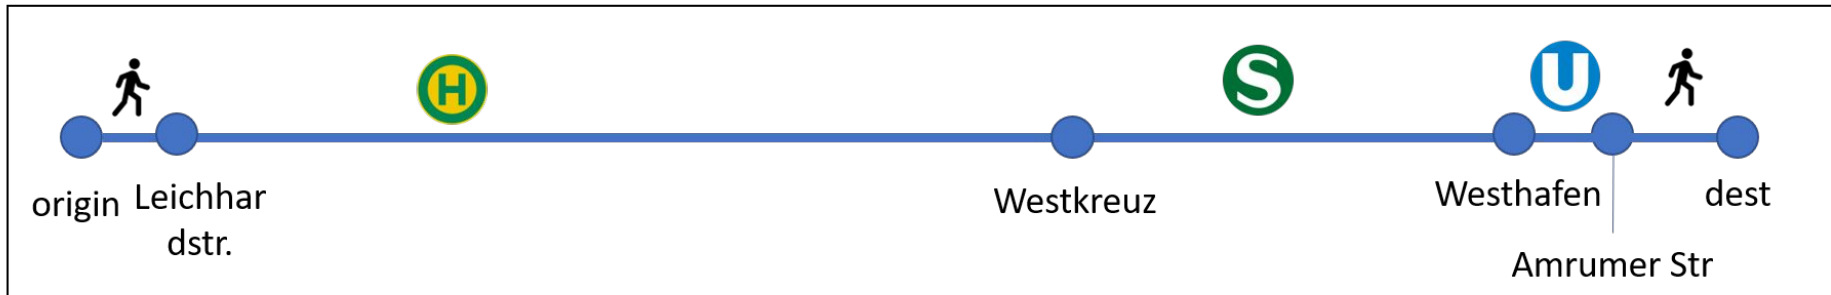 H
S
U
origin
Leichhar
dstr.
Westkreuz
Westhafen
Amrumer Str
dest